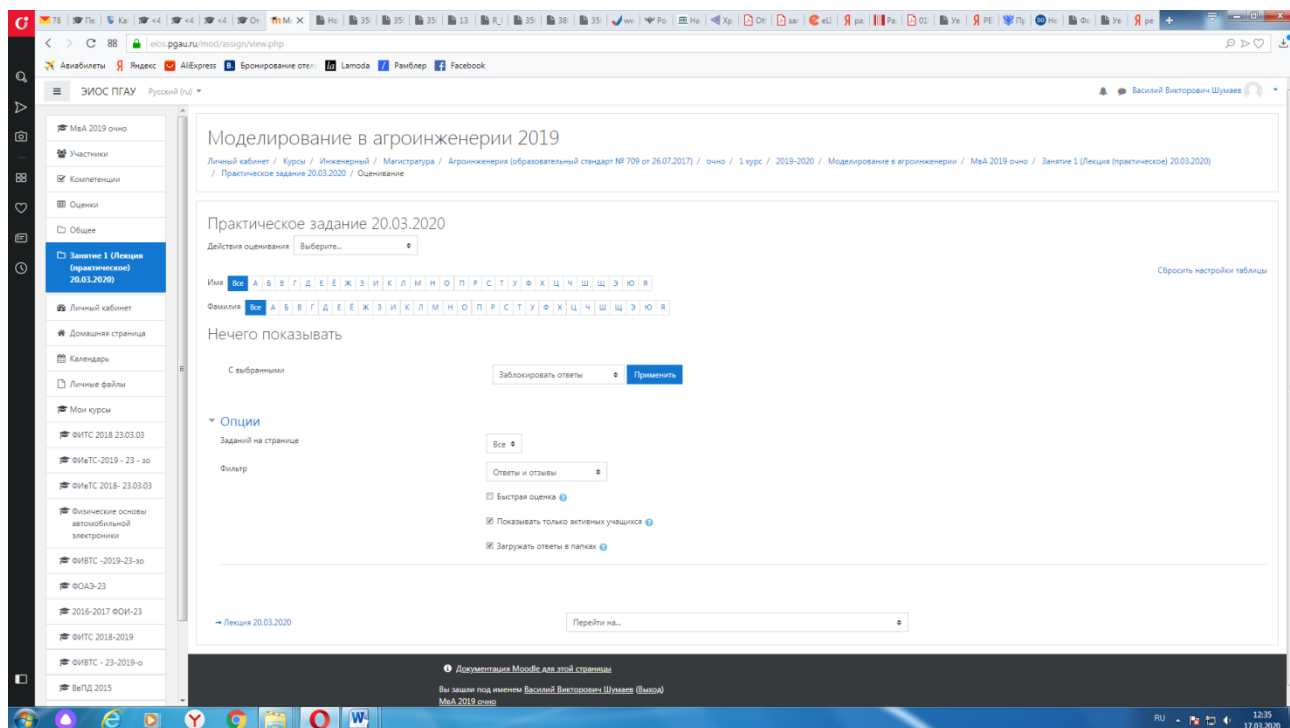 eios.pgau.ru/mod/assign/view.php
Авиабилеты Яндекс AliExpress Бронирование отел Lamoda Рамблер Facebook
ЭИОС ПГАУ Русский (ru)
Василий Викторович Шумаев
МвА 2019 очно
Участники
Компетенции
Оценки
Общее
Занятие 1 (Лекция
(практическое)
20.03.2020)
Личный кабинет
Домашняя страница
Календарь
Личные файлы
Мои курсы
ФИТС 2018 23.03.03
ФИвТС-2019 - 23 - зо
ФИвТС 2018- 23.03.03
Физические основы
автомобильной
электроники
ФИВТС -2019-23-зо
ФОАЭ-23
2016-2017 ФОИ-23
ФИТС 2018-2019
ФИВТС - 23-2019-о
ВвПД 2015
Моделирование в агроинженерии 2019
Личный кабинет / Курсы / Инженерный / Магистратура / Агроинженерия (образовательный стандарт № 709 от 26.07.2017) / очно / 1 курс / 2019-2020 / Моделирование в агроинженерии / МвА 2019 очно / Занятие 1 (Лекция (практическое) 20.03.2020)
/ Практическое задание 20.03.2020 / Оценивание
Практическое задание 20.03.2020
Действия оценивания Выберите...
Сбросить настройки таблицы
Имя Все А Б В Г Д Е Ё Ж З И К Л М Н О П Р С Т У Ф Х Ц Ч Ш Щ Э Ю Я
Фамилия Все А Б В Г Д Е Ё Ж З И К Л М Н О П Р С Т У Ф Х Ц Ч Ш Щ Э Ю Я
Нечего показывать
С выбранными Заблокировать ответы Применить
Опции
Заданий на странице Все
Фильтр Ответы и отзывы
Быстрая оценка
Показывать только активных учащихся
Загружать ответы в папках
Лекция 20.03.2020 Перейти на...
Документация Moodle для этой страницы
Вы зашли под именем Василий Викторович Шумаев (Выход)
МвА 2019 очно
RU 12:35
17.03.2020